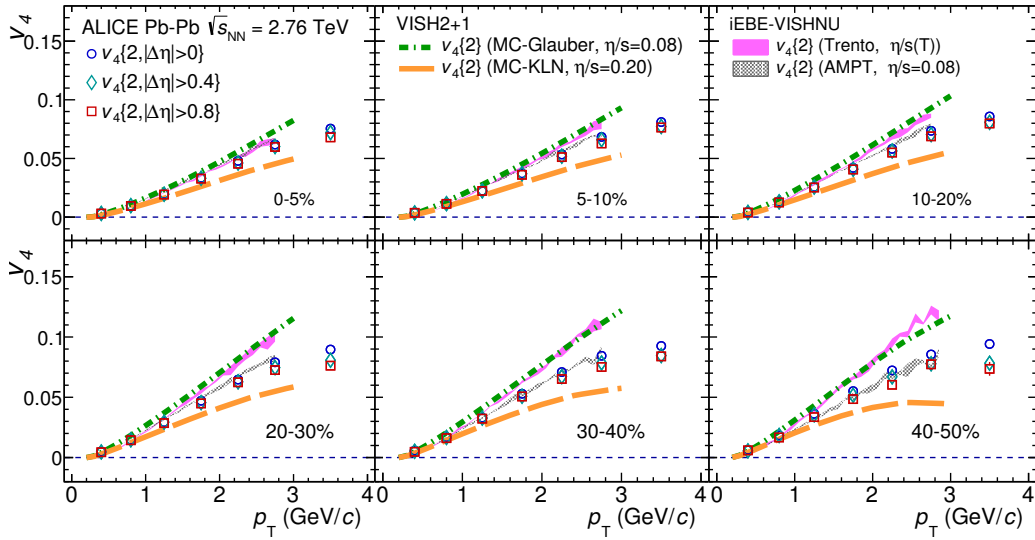 v₄
0.15
0.1
0.05
0
ALICE Pb-Pb √sNN = 2.76 TeV
v₄{2,|Δη|>0}
v₄{2,|Δη|>0.4}
v₄{2,|Δη|>0.8}
0-5%
VISH2+1
v₄{2} (MC-Glauber, η/s=0.08)
v₄{2} (MC-KLN, η/s=0.20)
5-10%
iEBE-VISHNU
v₄{2} (Trento, η/s(T))
v₄{2} (AMPT, η/s=0.08)
10-20%
v₄
0.15
0.1
0.05
0
20-30%
30-40%
40-50%
0 1 2 3 4
0 1 2 3 4
0 1 2 3 4
pT (GeV/c)
pT (GeV/c)
pT (GeV/c)